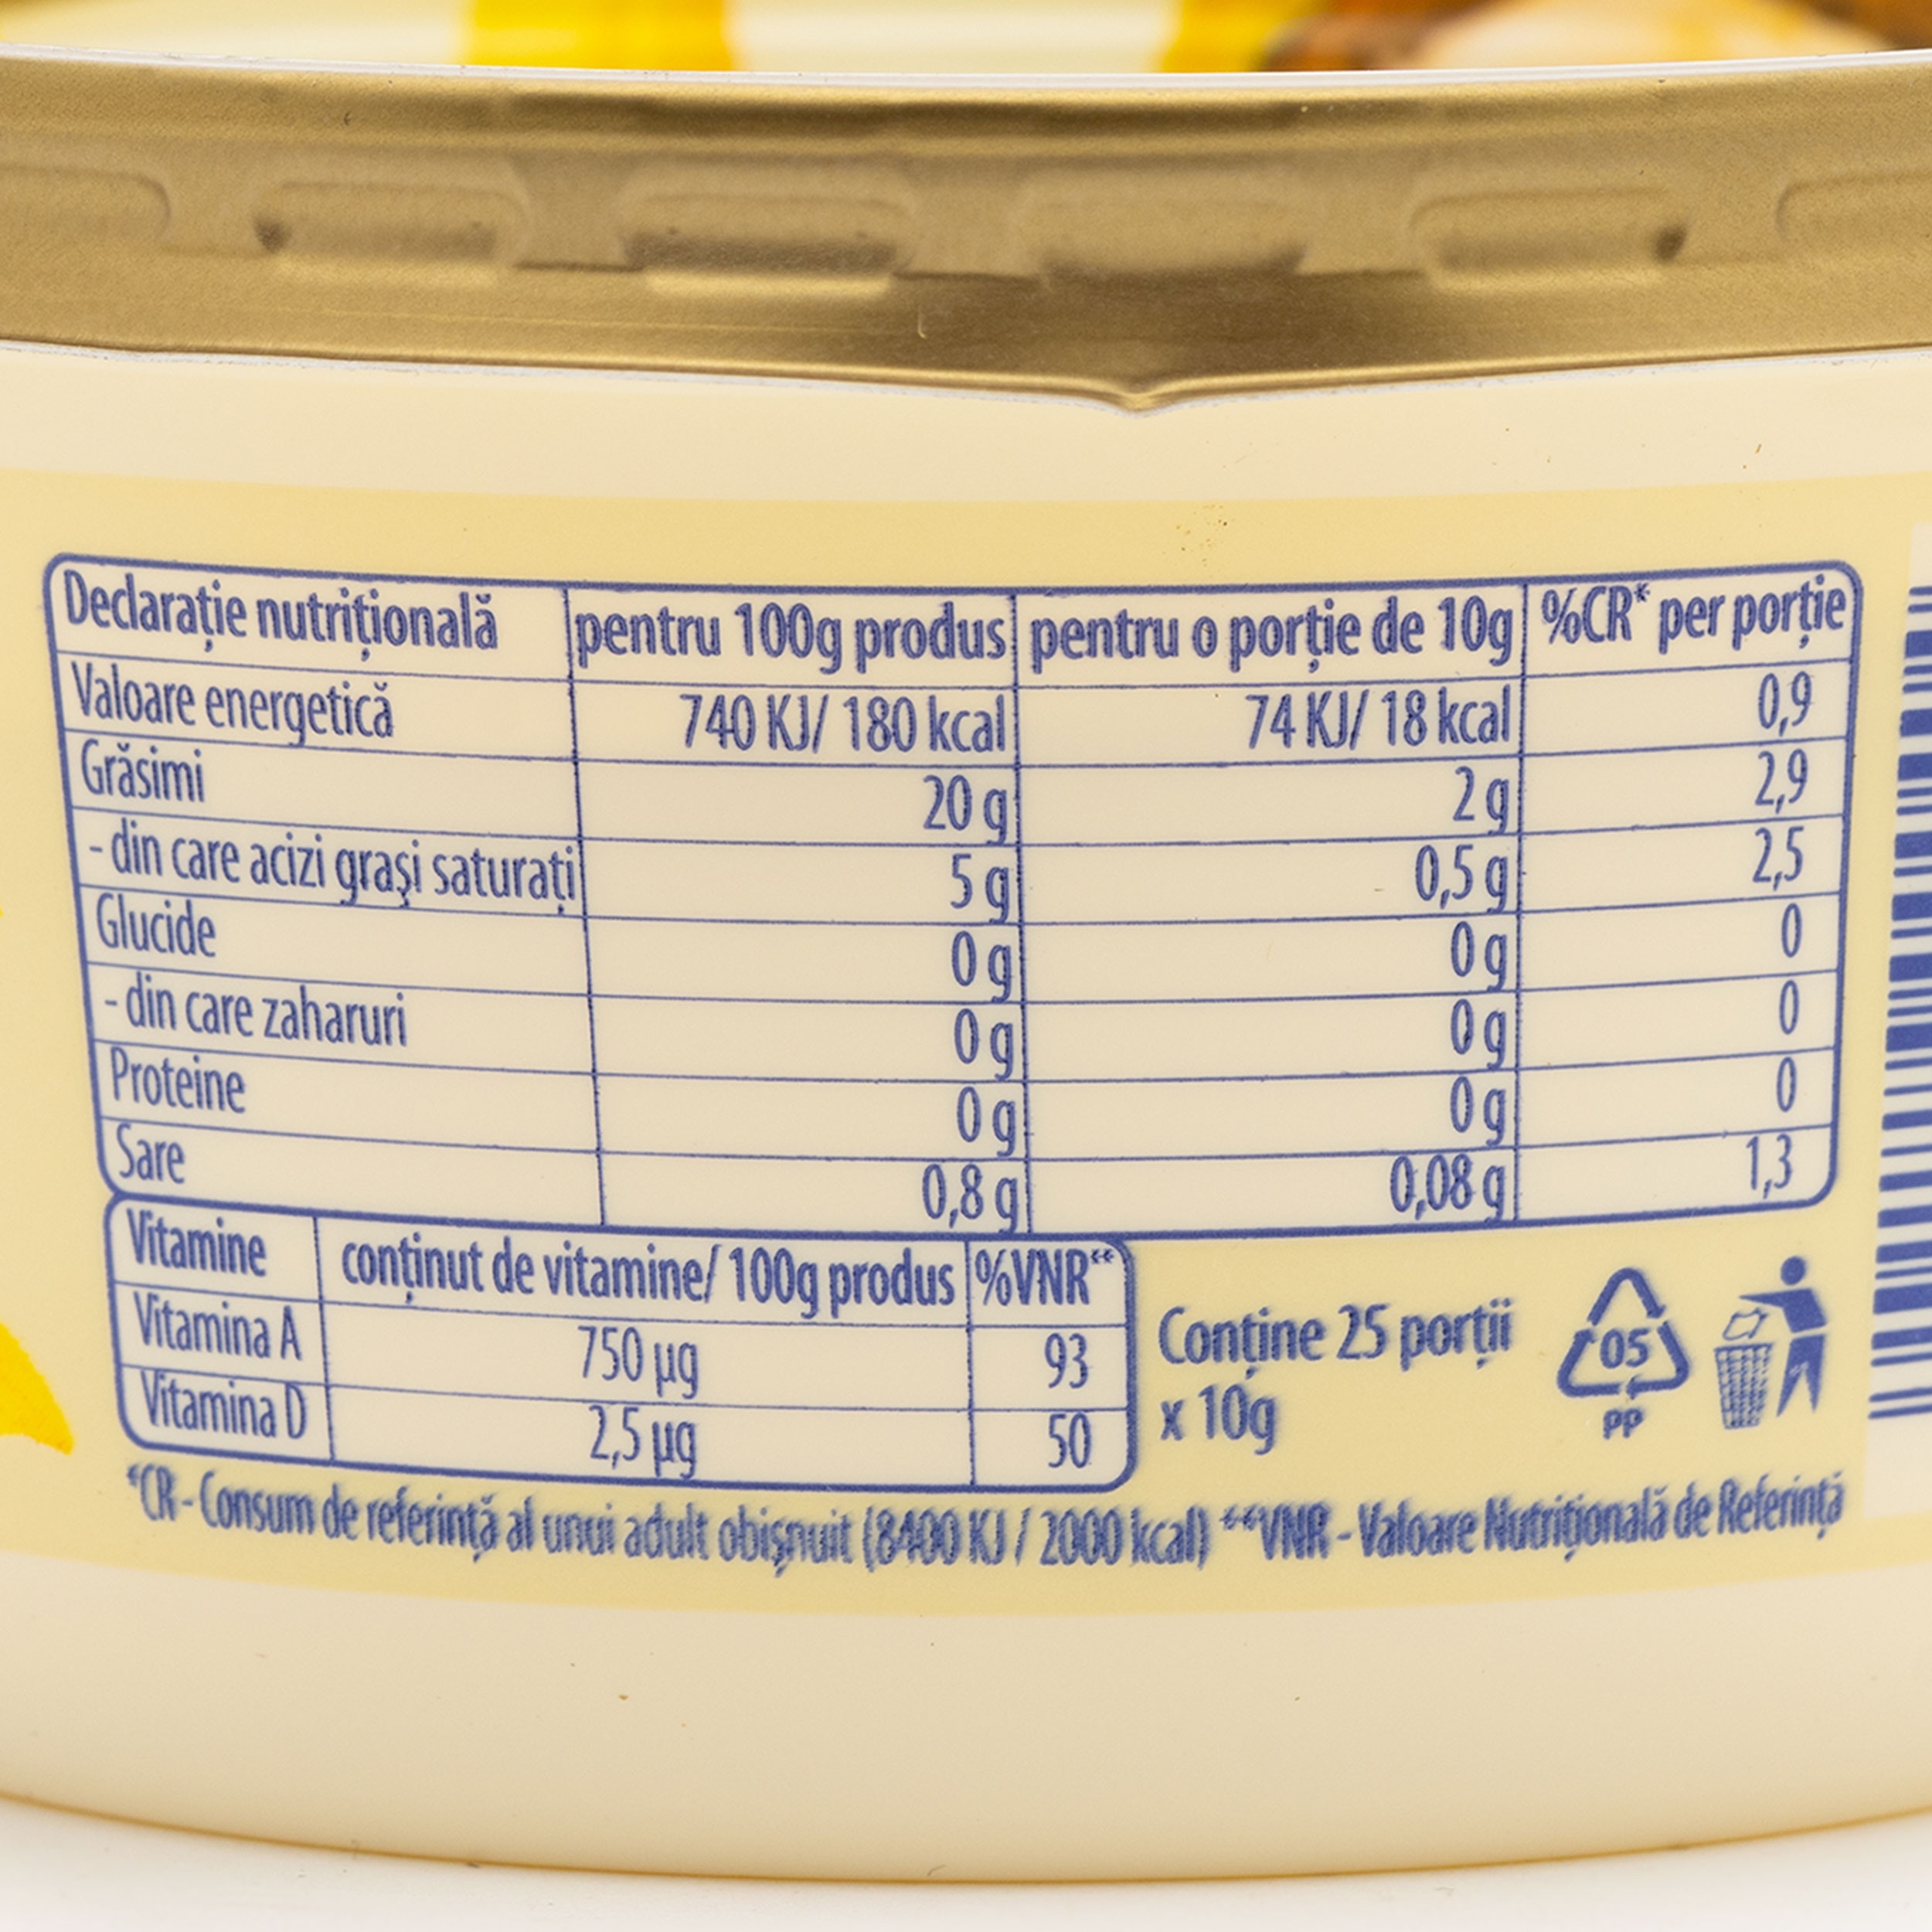 Declarație nutrițională pentru 100g produs pentru o porție de 10g %CR* per porție
Valoare energetică 740 KJ/ 180 kcal 74 KJ/ 18 kcal 0,9
Grăsimi 20 g 2 g 2,9
- din care acizi grași saturați 5 g 0,5 g 2,5
Glucide 0 g 0 g 0
- din care zaharuri 0 g 0 g 0
Proteine 0 g 0 g 0
Sare 0,8 g 0,08 g 1,3
Vitamine conținut de vitamine/ 100g produs %VNR**
Vitamina A 750 µg 93
Vitamina D 2,5 µg 50
Conține 25 porții
x 10g
05
PP
*CR - Consum de referință al unui adult obișnuit (8400 KJ / 2000 kcal) **VNR - Valoare Nutrițională de Referință